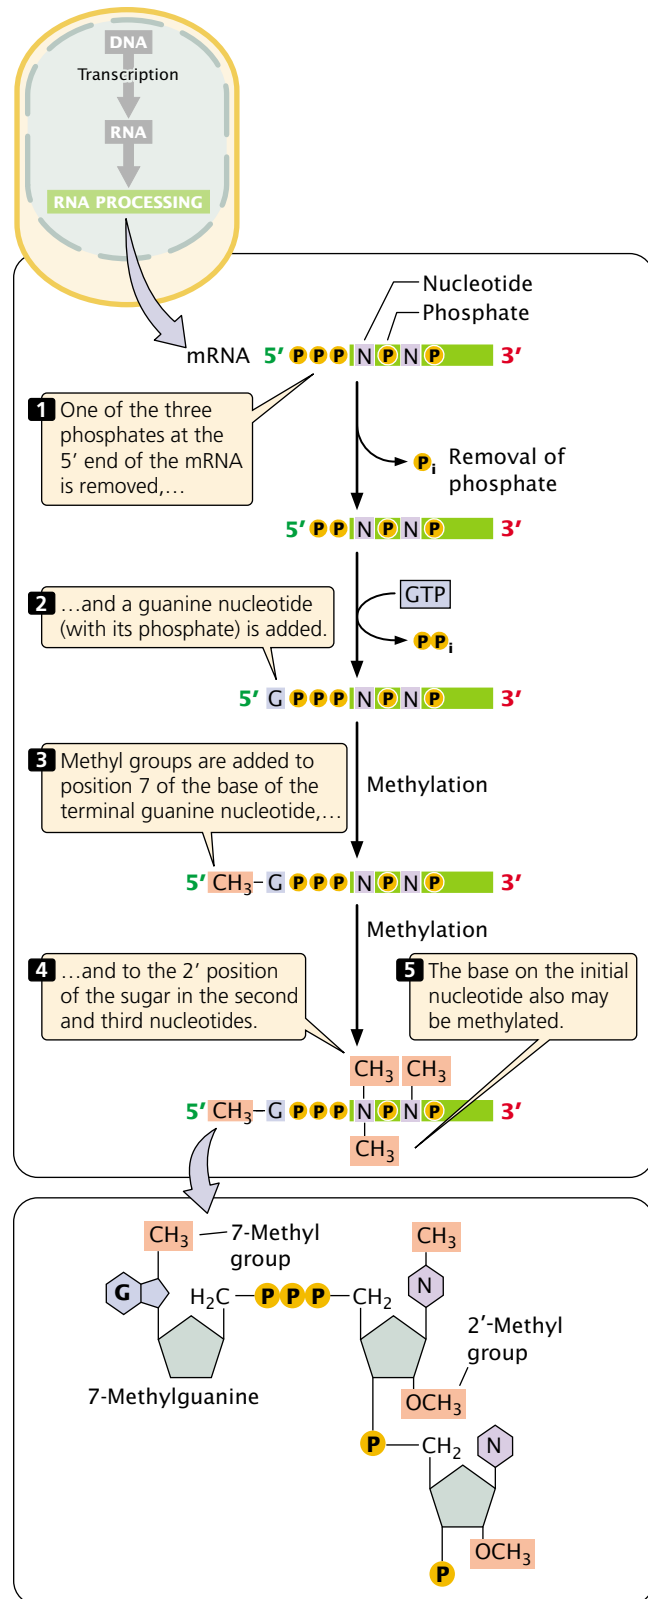 DNA
Transcription
RNA
RNA PROCESSING
Nucleotide
Phosphate
mRNA 5′ P P P N P N P 3′
1 One of the three
phosphates at the
5′ end of the mRNA
is removed,…
Pi Removal of
phosphate
5′ P P N P N P 3′
2 …and a guanine nucleotide
(with its phosphate) is added.
GTP
P Pi
5′ G P P P N P N P 3′
3 Methyl groups are added to
position 7 of the base of the
terminal guanine nucleotide,…
Methylation
5′ CH3 G P P P N P N P 3′
Methylation
4 …and to the 2′ position
of the sugar in the second
and third nucleotides.
5 The base on the initial
nucleotide also may
be methylated.
CH3 CH3
5′ CH3 G P P P N P N P 3′
CH3
CH3 7-Methyl
group
CH3
G H2C P P P CH2 N
2′-Methyl
group
7-Methylguanine
OCH3
P CH2 N
OCH3
P